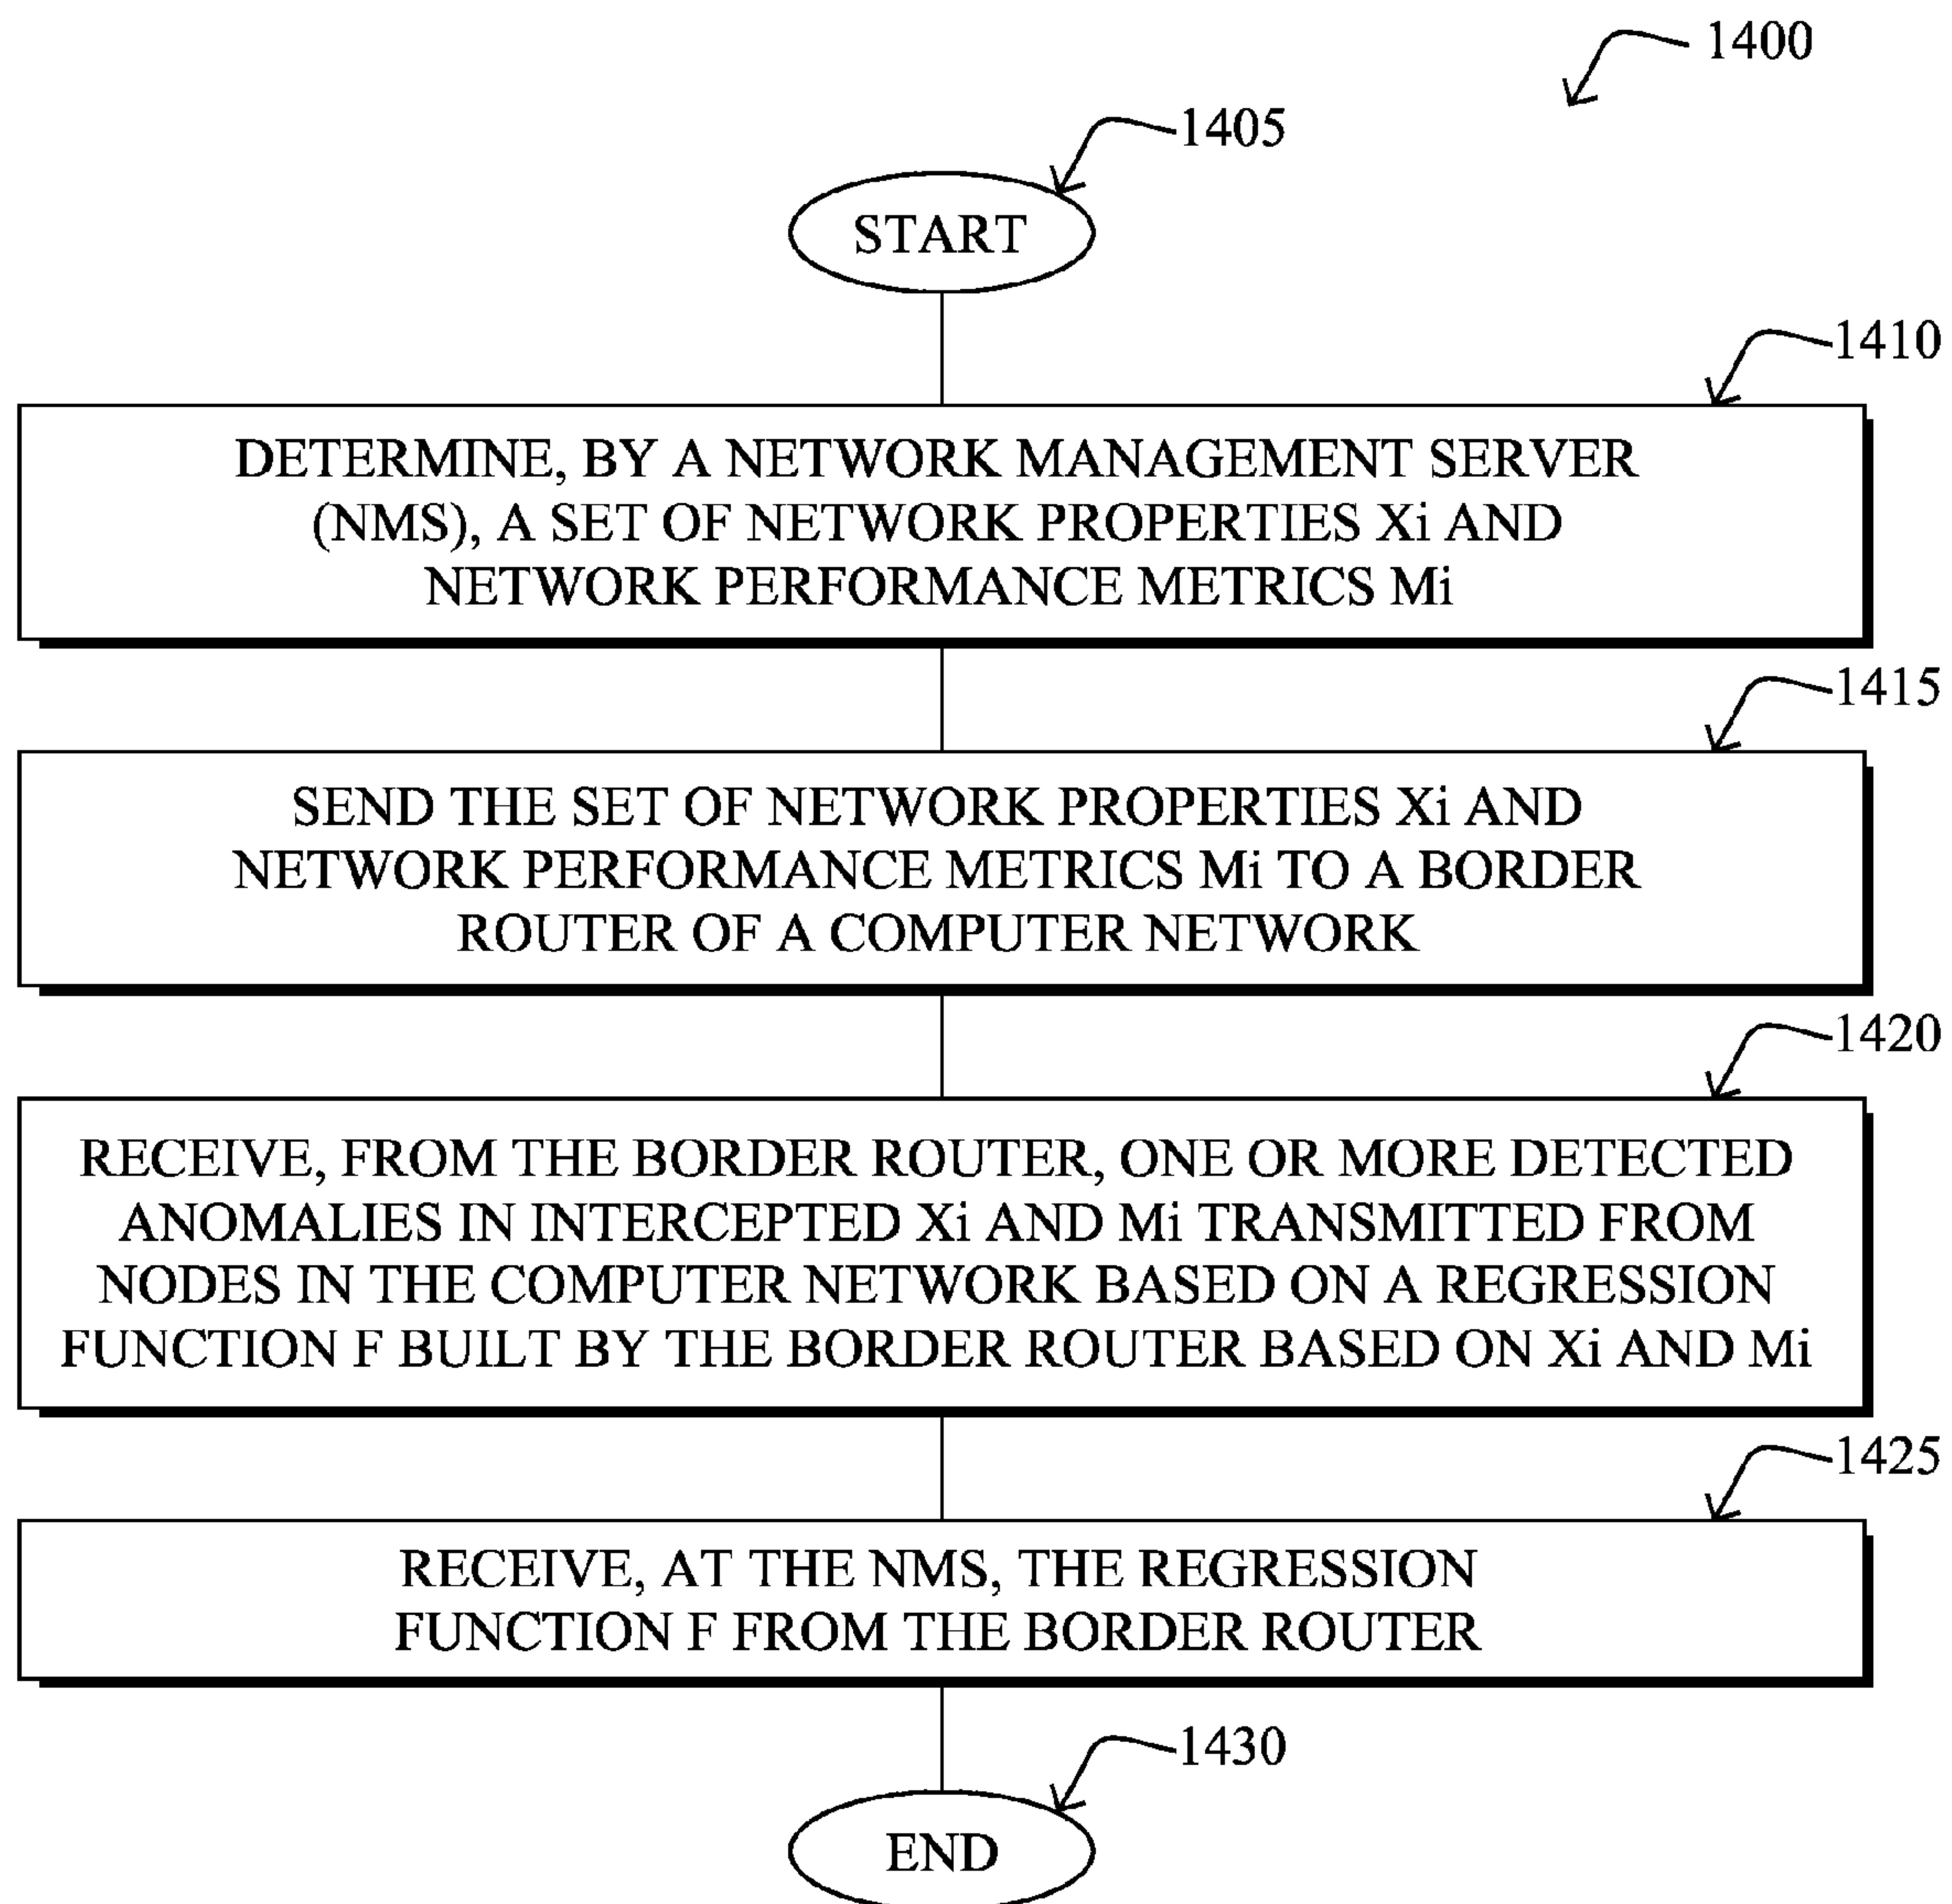 1400
1405
START
1410
DETERMINE, BY A NETWORK MANAGEMENT SERVER
(NMS), A SET OF NETWORK PROPERTIES Xi AND
NETWORK PERFORMANCE METRICS Mi
1415
SEND THE SET OF NETWORK PROPERTIES Xi AND
NETWORK PERFORMANCE METRICS Mi TO A BORDER
ROUTER OF A COMPUTER NETWORK
1420
RECEIVE, FROM THE BORDER ROUTER, ONE OR MORE DETECTED
ANOMALIES IN INTERCEPTED Xi AND Mi TRANSMITTED FROM
NODES IN THE COMPUTER NETWORK BASED ON A REGRESSION
FUNCTION F BUILT BY THE BORDER ROUTER BASED ON Xi AND Mi
1425
RECEIVE, AT THE NMS, THE REGRESSION
FUNCTION F FROM THE BORDER ROUTER
1430
END